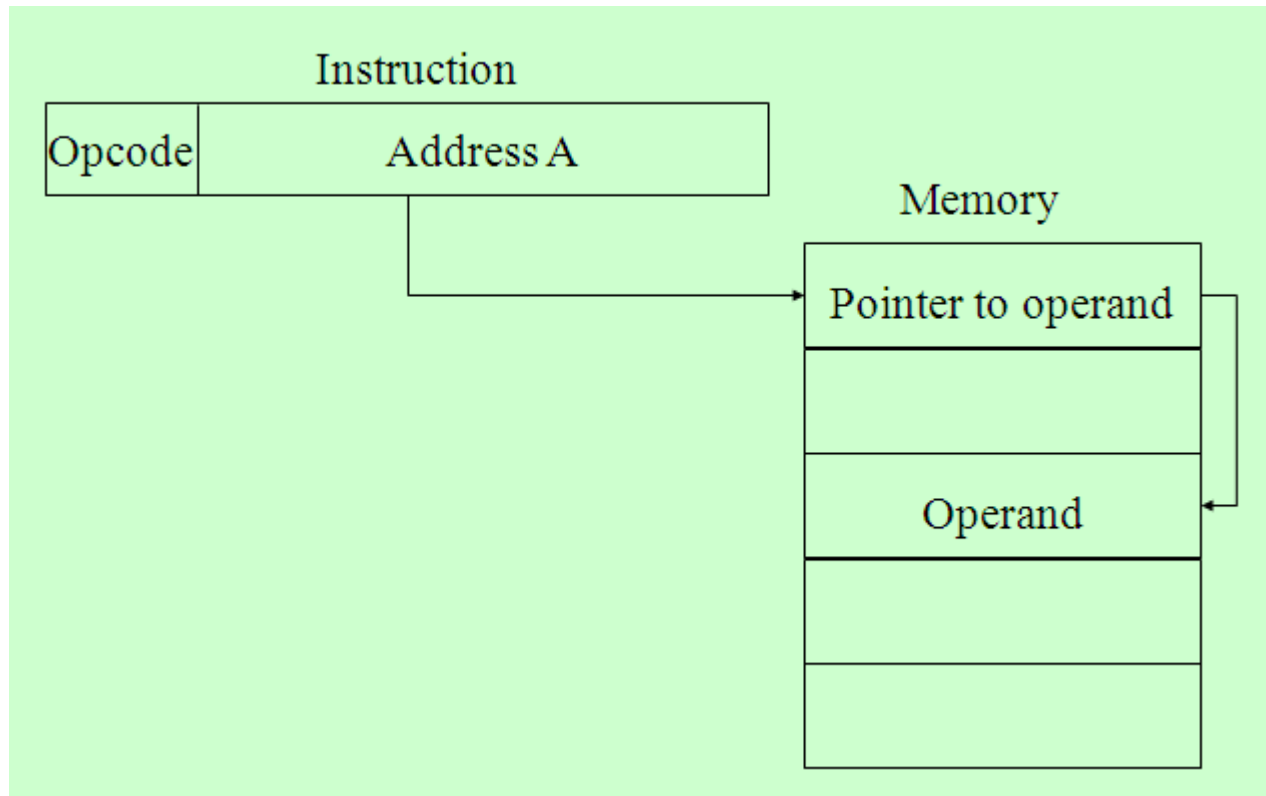 Instruction
Opcode
Address A
Memory
Pointer to operand
Operand